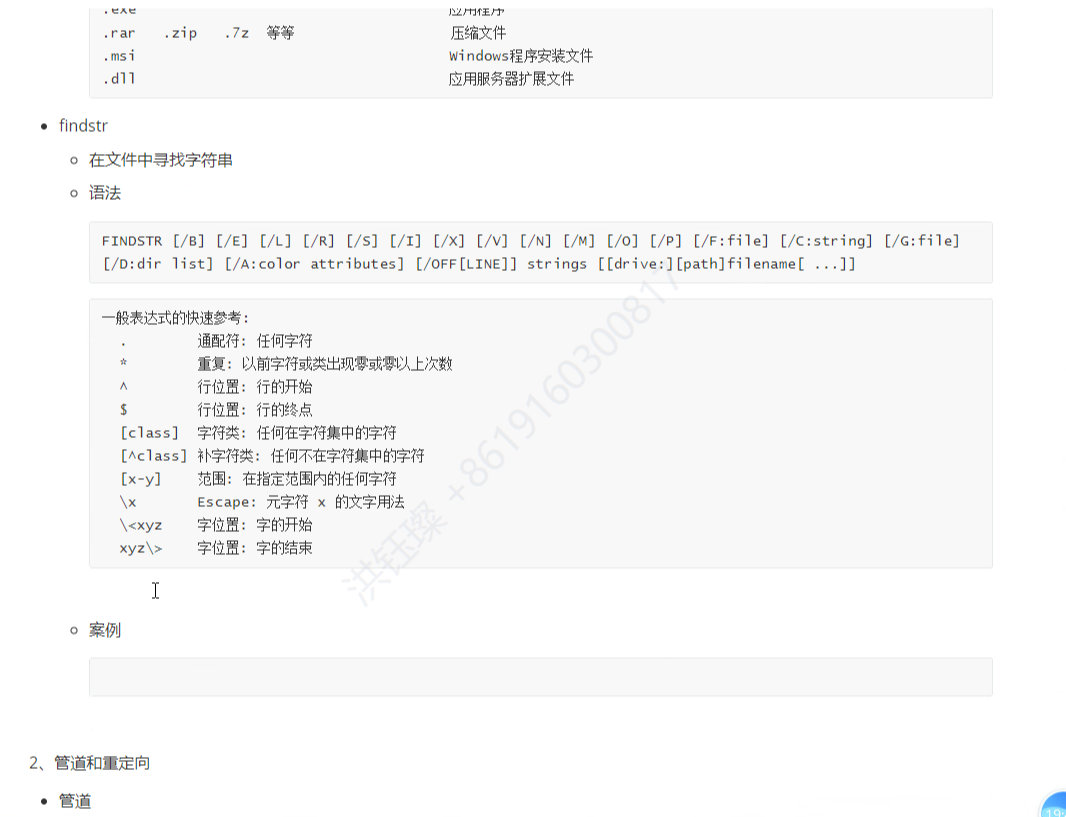 .exe 应用程序
.rar .zip .7z 等等 压缩文件
.msi Windows程序安装文件
.dll 应用服务器扩展文件
findstr
在文件中寻找字符串
语法
FINDSTR [/B] [/E] [/L] [/R] [/S] [/I] [/X] [/V] [/N] [/M] [/O] [/P] [/F:file] [/C:string] [/G:file]
[/D:dir list] [/A:color attributes] [/OFF[LINE]] strings [[drive:][path]filename[ ...]]
一般表达式的快速参考:
. 通配符: 任何字符
* 重复: 以前字符或类出现零或零以上次数
^ 行位置: 行的开始
$ 行位置: 行的终点
[class] 字符类: 任何在字符集中的字符
[^class] 补字符类: 任何不在字符集中的字符
[x-y] 范围: 在指定范围内的任何字符
\x Escape: 元字符 x 的文字用法
\<xyz 字位置: 字的开始
xyz\> 字位置: 字的结束
洪钰璨 +8619160300817
案例
2、管道和重定向
管道